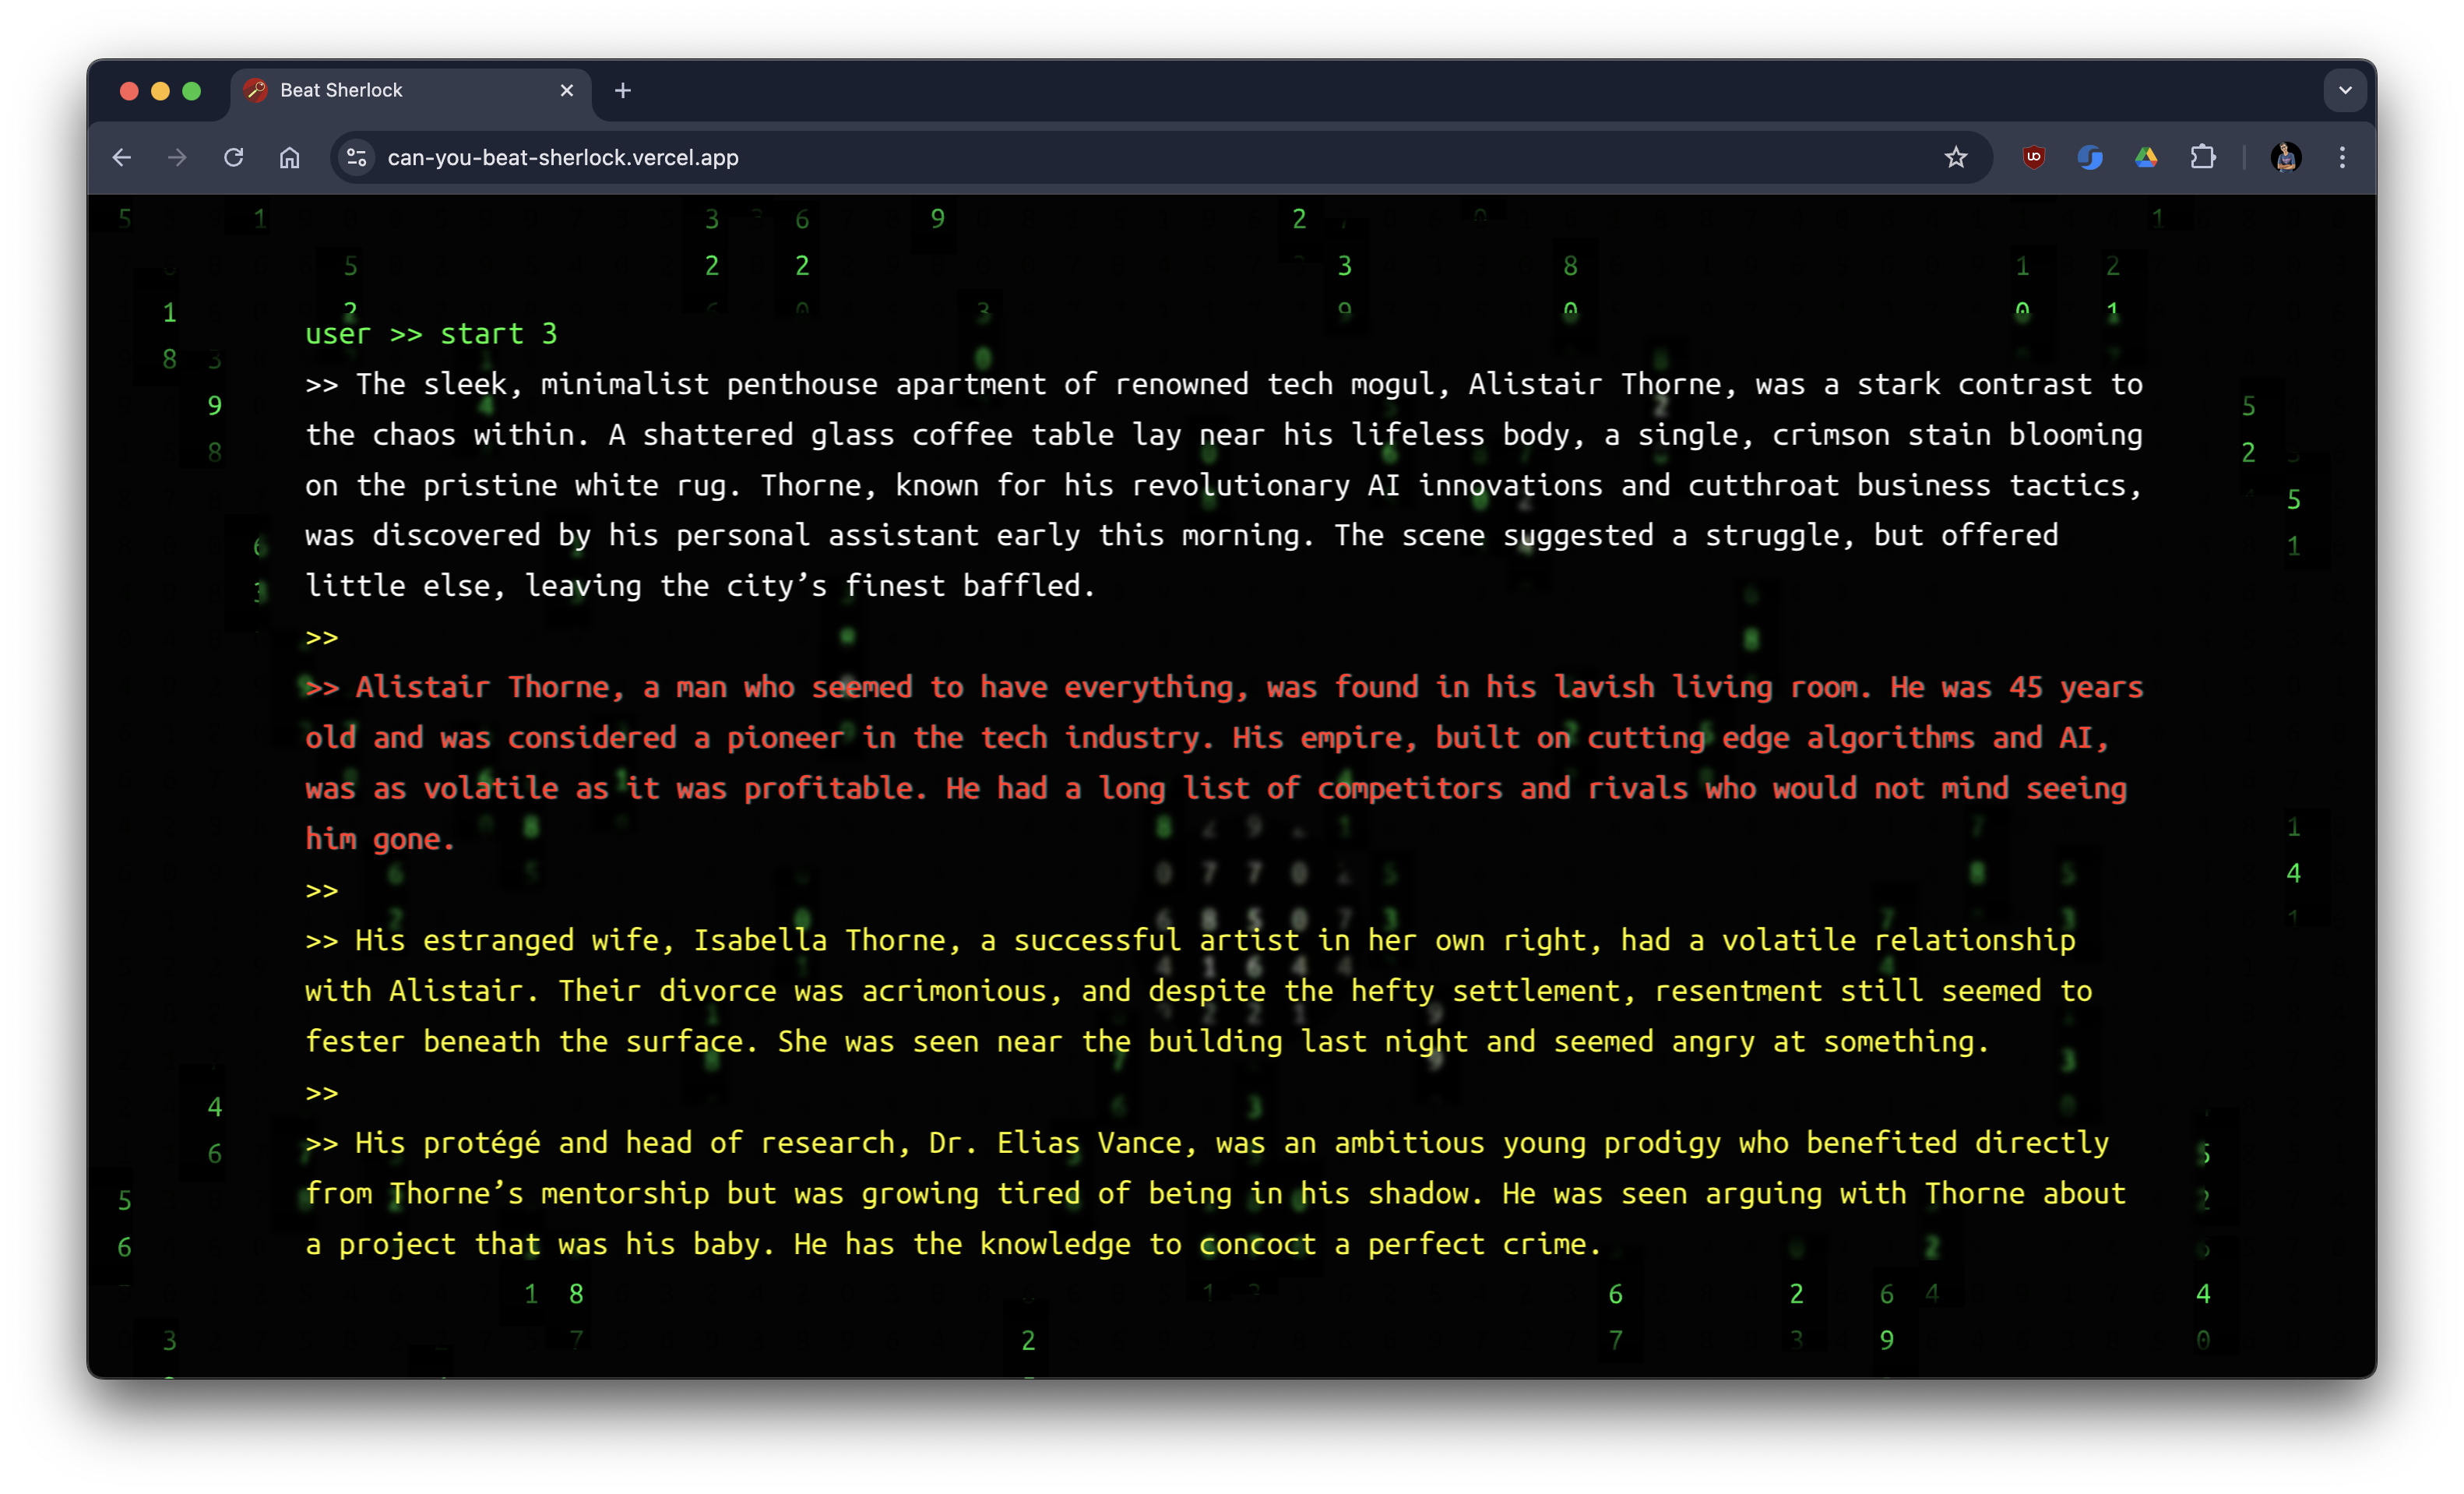 Beat Sherlock
can-you-beat-sherlock.vercel.app
user >> start 3
>> The sleek, minimalist penthouse apartment of renowned tech mogul, Alistair Thorne, was a stark contrast to
the chaos within. A shattered glass coffee table lay near his lifeless body, a single, crimson stain blooming
on the pristine white rug. Thorne, known for his revolutionary AI innovations and cutthroat business tactics,
was discovered by his personal assistant early this morning. The scene suggested a struggle, but offered
little else, leaving the city’s finest baffled.
>>
>> Alistair Thorne, a man who seemed to have everything, was found in his lavish living room. He was 45 years
old and was considered a pioneer in the tech industry. His empire, built on cutting edge algorithms and AI,
was as volatile as it was profitable. He had a long list of competitors and rivals who would not mind seeing
him gone.
>>
>> His estranged wife, Isabella Thorne, a successful artist in her own right, had a volatile relationship
with Alistair. Their divorce was acrimonious, and despite the hefty settlement, resentment still seemed to
fester beneath the surface. She was seen near the building last night and seemed angry at something.
>>
>> His protégé and head of research, Dr. Elias Vance, was an ambitious young prodigy who benefited directly
from Thorne’s mentorship but was growing tired of being in his shadow. He was seen arguing with Thorne about
a project that was his baby. He has the knowledge to concoct a perfect crime.